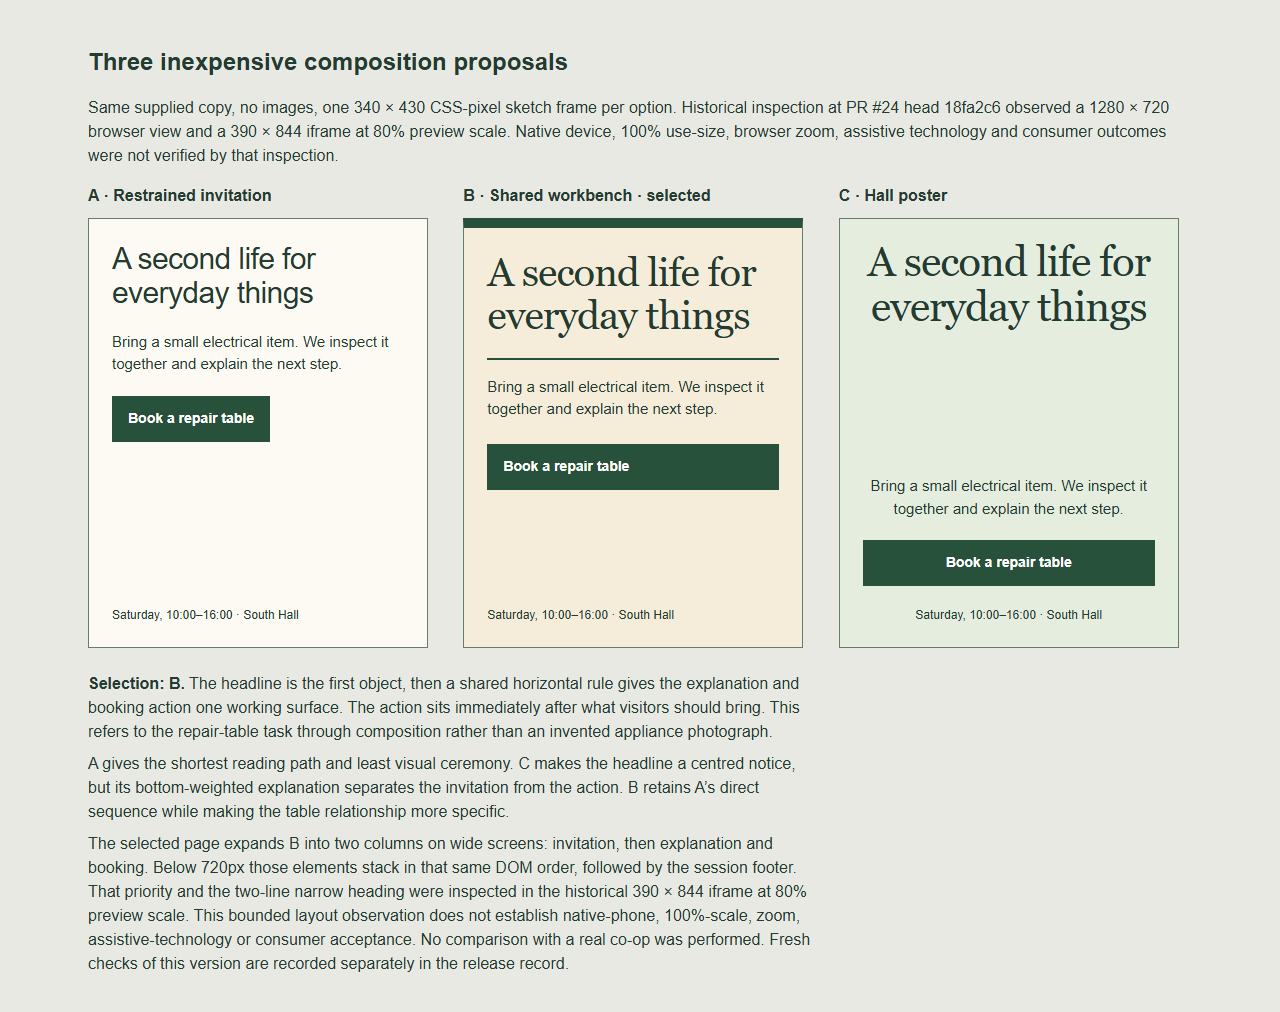 Three inexpensive composition proposals
Same supplied copy, no images, one 340 × 430 CSS-pixel sketch frame per option. Historical inspection at PR #24 head 18fa2c6 observed a 1280 × 720
browser view and a 390 × 844 iframe at 80% preview scale. Native device, 100% use-size, browser zoom, assistive technology and consumer outcomes
were not verified by that inspection.
A · Restrained invitation
A second life for
everyday things
Bring a small electrical item. We inspect it
together and explain the next step.
Book a repair table
Saturday, 10:00–16:00 · South Hall
B · Shared workbench · selected
A second life for
everyday things
Bring a small electrical item. We inspect it
together and explain the next step.
Book a repair table
Saturday, 10:00–16:00 · South Hall
C · Hall poster
A second life for
everyday things
Bring a small electrical item. We inspect it
together and explain the next step.
Book a repair table
Saturday, 10:00–16:00 · South Hall
Selection: B. The headline is the first object, then a shared horizontal rule gives the explanation and
booking action one working surface. The action sits immediately after what visitors should bring. This
refers to the repair-table task through composition rather than an invented appliance photograph.
A gives the shortest reading path and least visual ceremony. C makes the headline a centred notice,
but its bottom-weighted explanation separates the invitation from the action. B retains A’s direct
sequence while making the table relationship more specific.
The selected page expands B into two columns on wide screens: invitation, then explanation and
booking. Below 720px those elements stack in that same DOM order, followed by the session footer.
That priority and the two-line narrow heading were inspected in the historical 390 × 844 iframe at 80%
preview scale. This bounded layout observation does not establish native-phone, 100%-scale, zoom,
assistive-technology or consumer acceptance. No comparison with a real co-op was performed. Fresh
checks of this version are recorded separately in the release record.